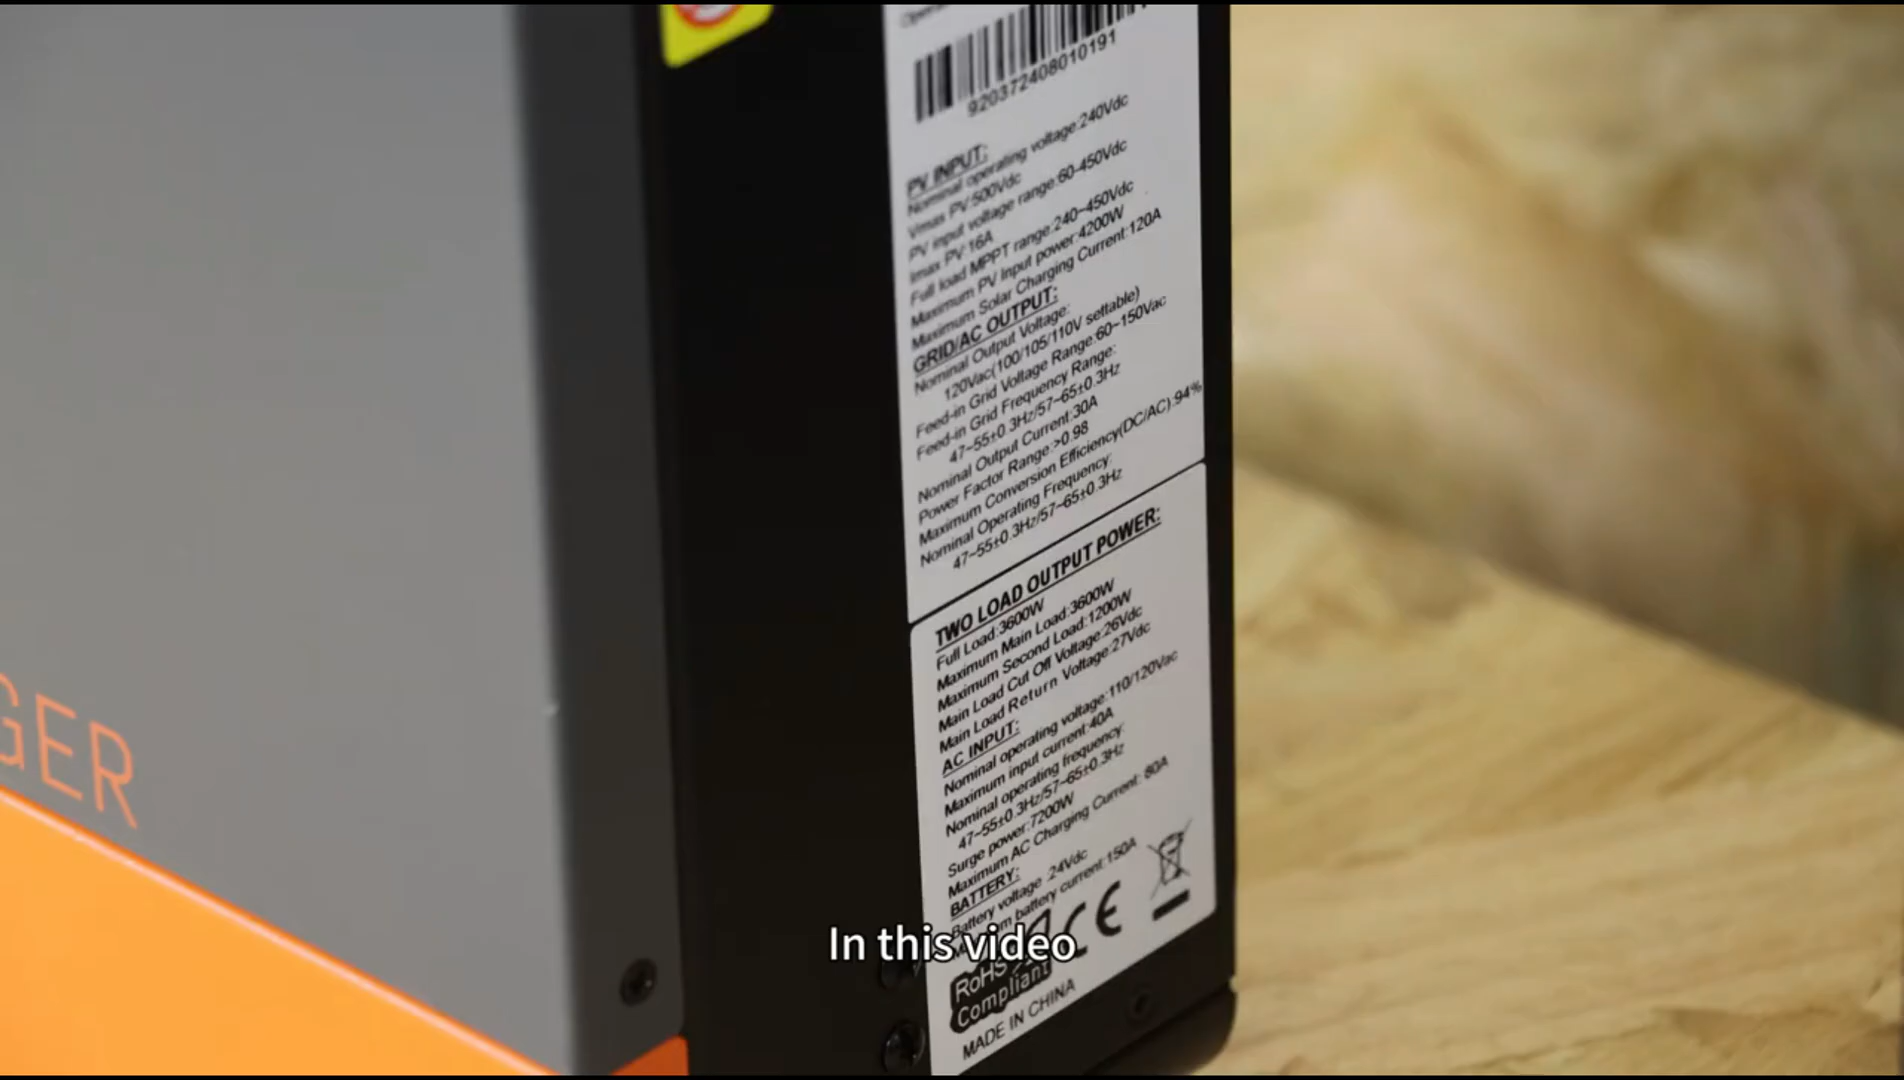 920372408010191
PV INPUT:
Nominal operating voltage:240Vdc
Vmax PV:500Vdc
PV input voltage range:60-450Vdc
Imax PV:16A
Full load MPPT range:240~450Vdc
Maximum PV Input power:4200W
Maximum Solar Charging Current:120A
GRID/AC OUTPUT:
Nominal Output Voltage:
120Vac(100/105/110V settable)
Feed-in Grid Voltage Range:60~150Vac
Feed-in Grid Frequency Range:
47~55±0.3Hz/57~65±0.3Hz
Nominal Output Current:30A
Power Factor Range:>0.98
Maximum Conversion Efficiency(DC/AC):94%
Nominal Operating Frequency:
47~55±0.3Hz/57~65±0.3Hz
TWO LOAD OUTPUT POWER:
Full Load:3600W
Maximum Main Load:3600W
Maximum Second Load:1200W
Main Load Cut Off Voltage:26Vdc
Main Load Return Voltage:27Vdc
AC INPUT:
Nominal operating voltage:110/120Vac
Maximum input current:40A
Nominal operating frequency:
47~55±0.3Hz/57~65±0.3Hz
Surge power:7200W
Maximum AC Charging Current: 80A
BATTERY:
Battery voltage :24Vdc
battery current:150A
GER
In this video
CE
RoHS
Compliant
MADE IN CHINA